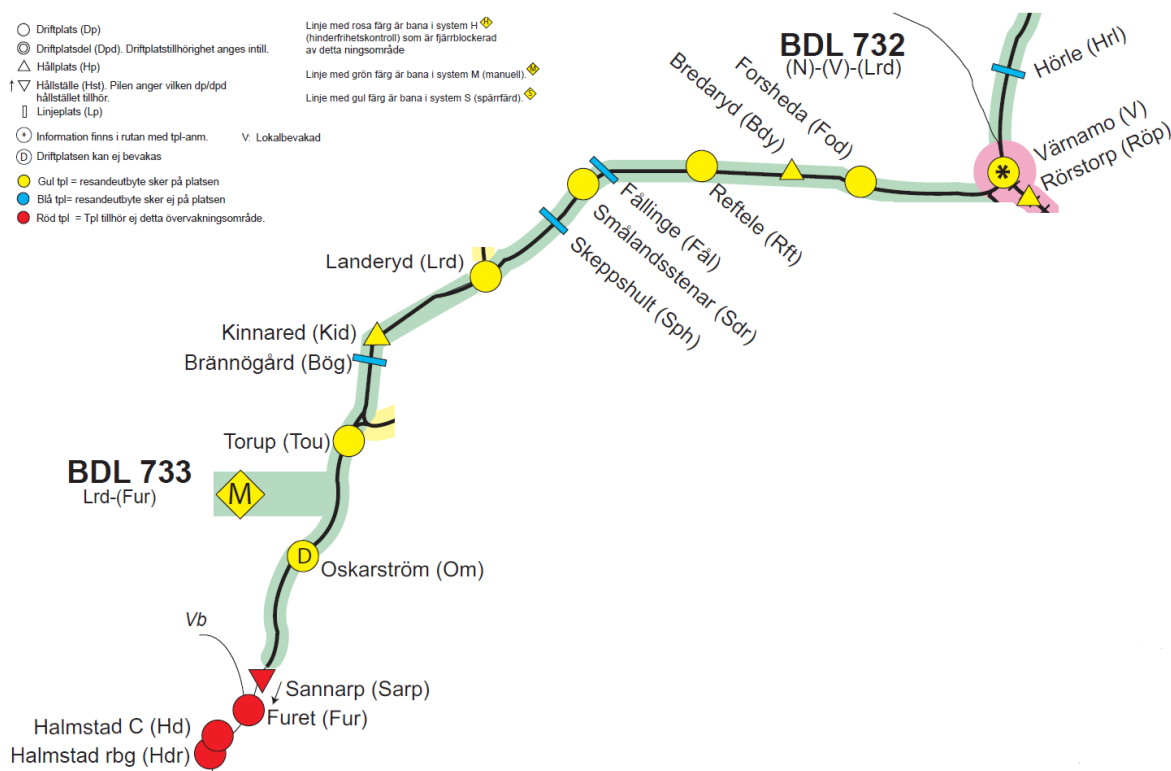 Driftplats (Dp)
Driftplatsdel (Dpd). Driftplatstillhörighet anges intill.
Hållplats (Hp)
Hållställe (Hst). Pilen anger vilken dp/dpd
hållstället tillhör.
Linjeplats (Lp)
* Information finns i rutan med tpl-anm.
V: Lokalbevakad
D Driftplatsen kan ej bevakas
Gul tpl = resandeutbyte sker på platsen
Blå tpl= resandeutbyte sker ej på platsen
Röd tpl = Tpl tillhör ej detta övervakningsområde.
Linje med rosa färg är bana i system H H
(hinderfrihetskontroll) som är fjärrblockerad
av detta ningsområde
Linje med grön färg är bana i system M (manuell). M
Linje med gul färg är bana i system S (spärrfärd). S
BDL 732
(N)-(V)-(Lrd)
Hörle (Hrl)
Värnamo (V)
*
Rörstorp (Röp)
Forsheda (Fod)
Bredaryd (Bdy)
Reftele (Rft)
Fållinge (Fål)
Smålandsstenar (Sdr)
Skeppshult (Sph)
Landeryd (Lrd)
Kinnared (Kid)
Brännögård (Bög)
Torup (Tou)
BDL 733
Lrd-(Fur)
M
D
Oskarström (Om)
Vb
Sannarp (Sarp)
Furet (Fur)
Halmstad C (Hd)
Halmstad rbg (Hdr)